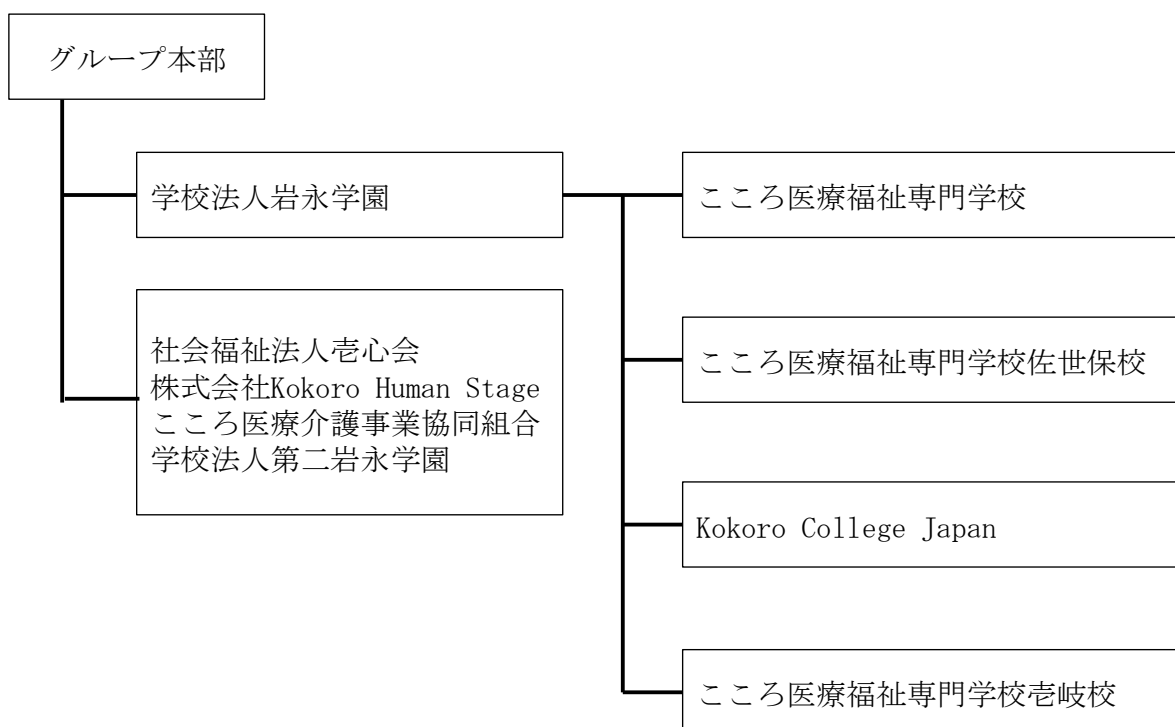 グループ本部
学校法人岩永学園
こころ医療福祉専門学校
社会福祉法人壱心会
株式会社Kokoro Human Stage
こころ医療介護事業協同組合
学校法人第二岩永学園
こころ医療福祉専門学校佐世保校
Kokoro College Japan
こころ医療福祉専門学校壱岐校